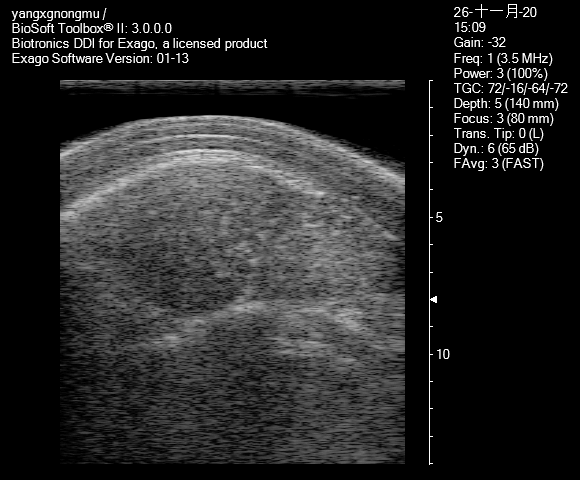 yangxgnongmu /
BioSoft Toolbox® II: 3.0.0.0
Biotronics DDI for Exago, a licensed product
Exago Software Version: 01-13
26-十一月-20
15:09
Gain: -32
Freq: 1 (3.5 MHz)
Power: 3 (100%)
TGC: 72/-16/-64/-72
Depth: 5 (140 mm)
Focus: 3 (80 mm)
Trans. Tip: 0 (L)
Dyn.: 6 (65 dB)
FAvg: 3 (FAST)
5
10